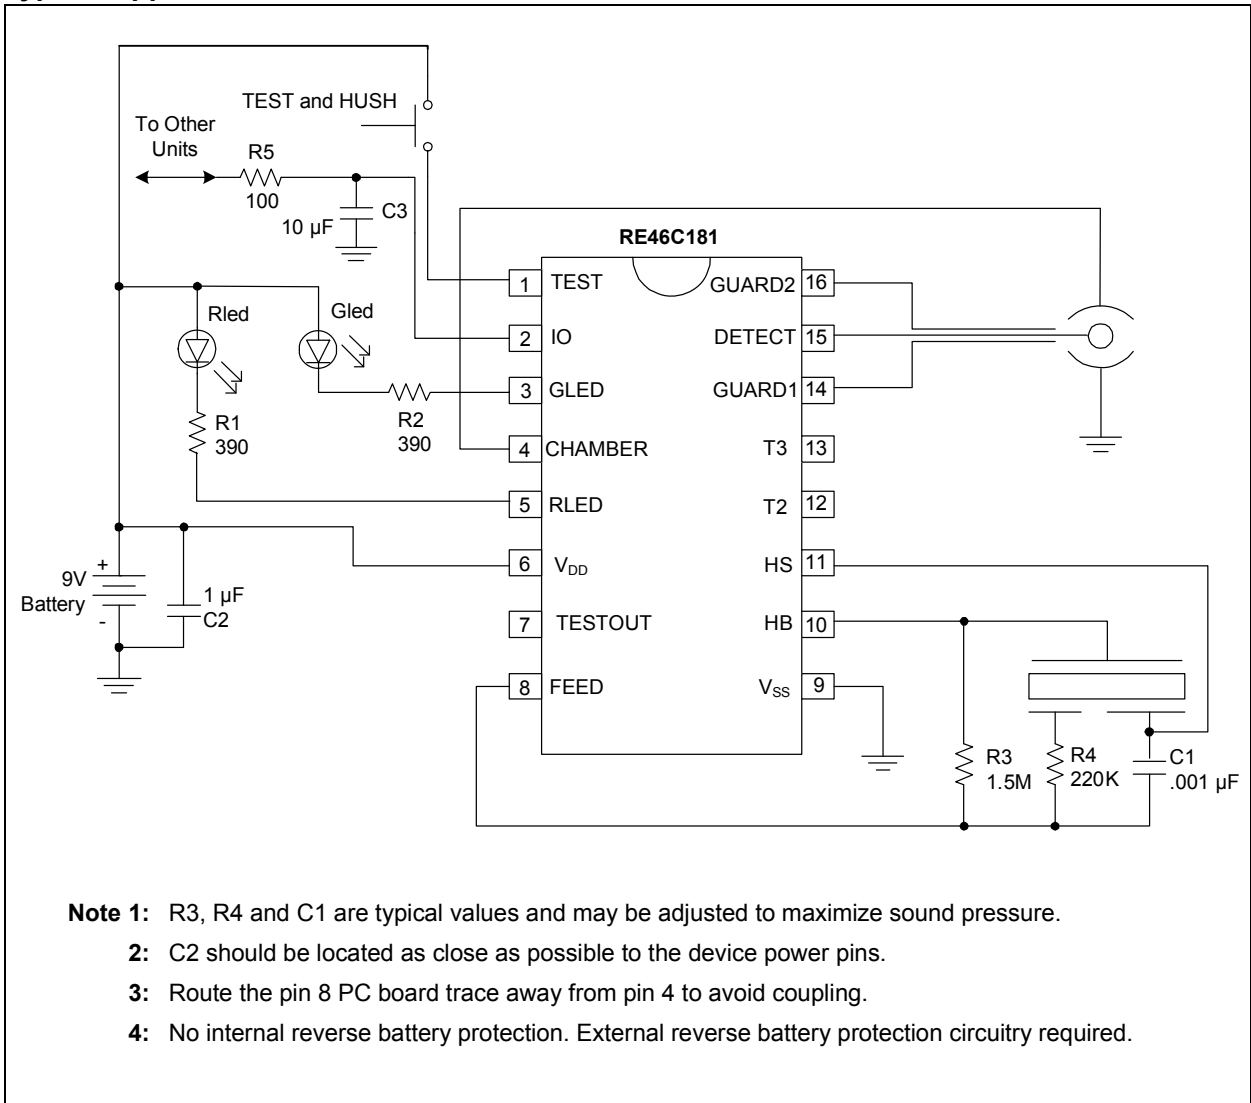 TEST and HUSH
To Other
Units
R5
100
C3
10 µF
RE46C181
1 TEST
GUARD2 16
Rled
Gled
2 IO
DETECT 15
3 GLED
GUARD1 14
R1
390
R2
390
4 CHAMBER
T3 13
5 RLED
T2 12
6 VDD
HS 11
+
9V
Battery
-
1 µF
C2
7 TESTOUT
HB 10
8 FEED
VSS 9
R3
1.5M
R4
220K
C1
.001 µF
Note 1: R3, R4 and C1 are typical values and may be adjusted to maximize sound pressure.
2: C2 should be located as close as possible to the device power pins.
3: Route the pin 8 PC board trace away from pin 4 to avoid coupling.
4: No internal reverse battery protection. External reverse battery protection circuitry required.